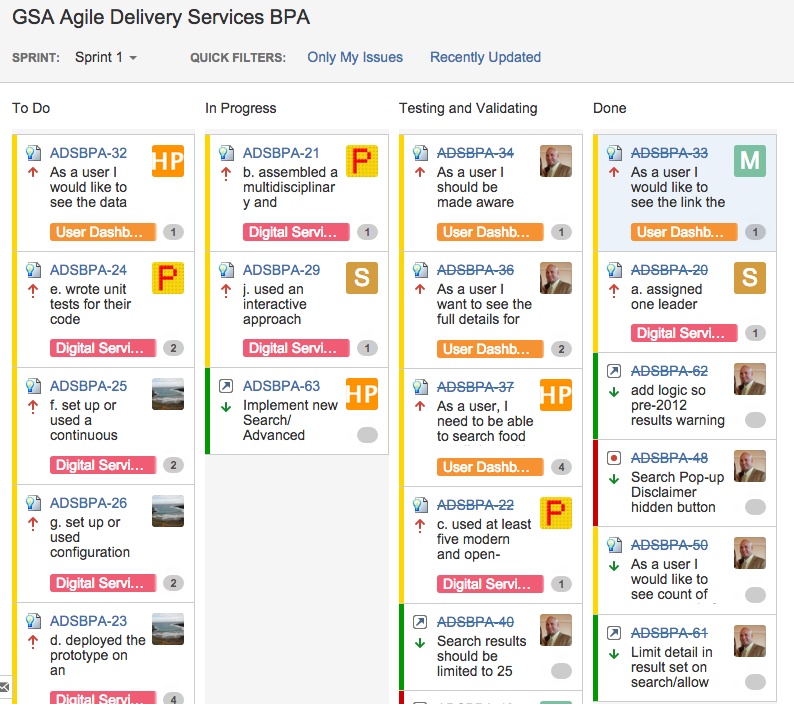 GSA Agile Delivery Services BPA
SPRINT: Sprint 1 QUICK FILTERS: Only My Issues Recently Updated
To Do
ADSBPA-32
HP
As a user I
would like to
see the data
User Dashb... 1
ADSBPA-24
P
e. wrote unit
tests for their
code
Digital Servi... 2
ADSBPA-25
f. set up or
used a
continuous
Digital Servi... 2
ADSBPA-26
g. set up or
used
configuration
Digital Servi... 2
ADSBPA-23
d. deployed the
prototype on
an
Digital Servi... 4
In Progress
ADSBPA-21
P
b. assembled a
multidisciplinar
y and
Digital Servi... 1
ADSBPA-29
S
j. used an
interactive
approach
Digital Servi... 1
ADSBPA-63
HP
Implement new
Search/
Advanced
Testing and Validating
ADSBPA-34
As a user I
should be
made aware
User Dashb... 1
ADSBPA-36
As a user I
want to see the
full details for
User Dashb... 2
ADSBPA-37
HP
As a user, I
need to be able
to search food
User Dashb... 4
ADSBPA-22
P
c. used at least
five modern
and open-
Digital Servi... 1
ADSBPA-40
Search results
should be
limited to 25
Done
ADSBPA-33
M
As a user I
would like to
see the link the
User Dashb... 1
ADSBPA-20
S
a. assigned
one leader
Digital Servi... 1
ADSBPA-62
add logic so
pre-2012
results warning
ADSBPA-48
Search Pop-up
Disclaimer
hidden button
ADSBPA-50
As a user I
would like to
see count of
ADSBPA-61
Limit detail in
result set on
search/allow